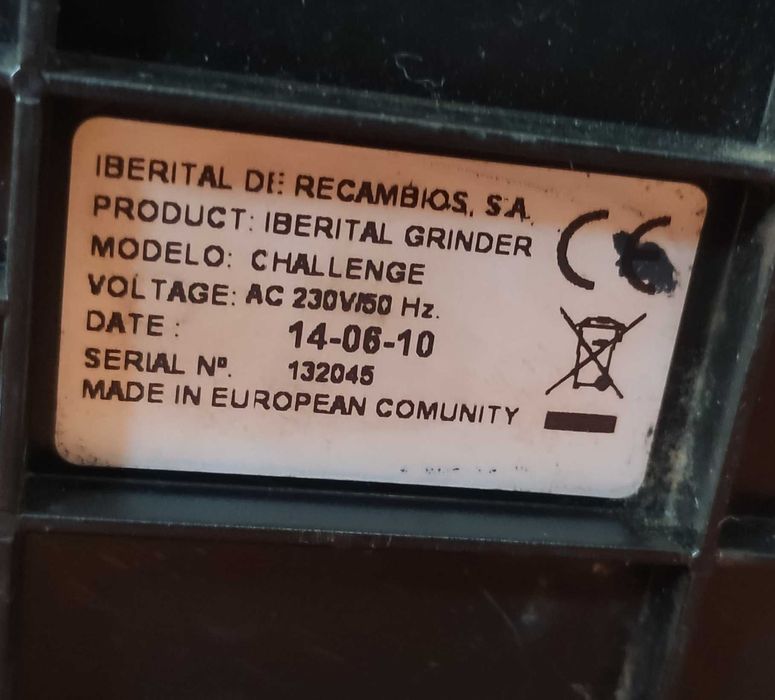 IBERITAL DE RECAMBIOS, S.A.
PRODUCT: IBERITAL GRINDER
MODELO: CHALLENGE
VOLTAGE: AC 230V/50 Hz.
DATE : 14-06-10
SERIAL Nº. 132045
MADE IN EUROPEAN COMUNITY
CE